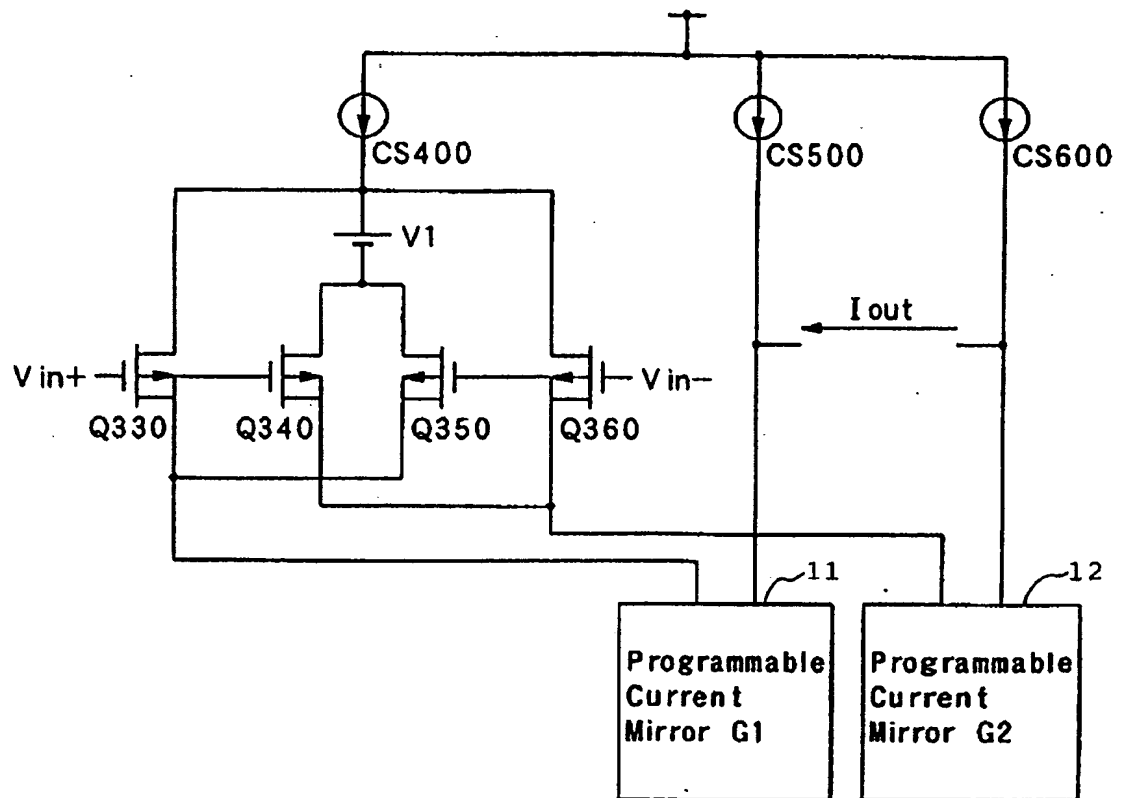 CS400
CS500
CS600
V1
Iout
Vin+
Vin-
Q330
Q340
Q350
Q360
11
12
Programmable
Current
Mirror G1
Programmable
Current
Mirror G2